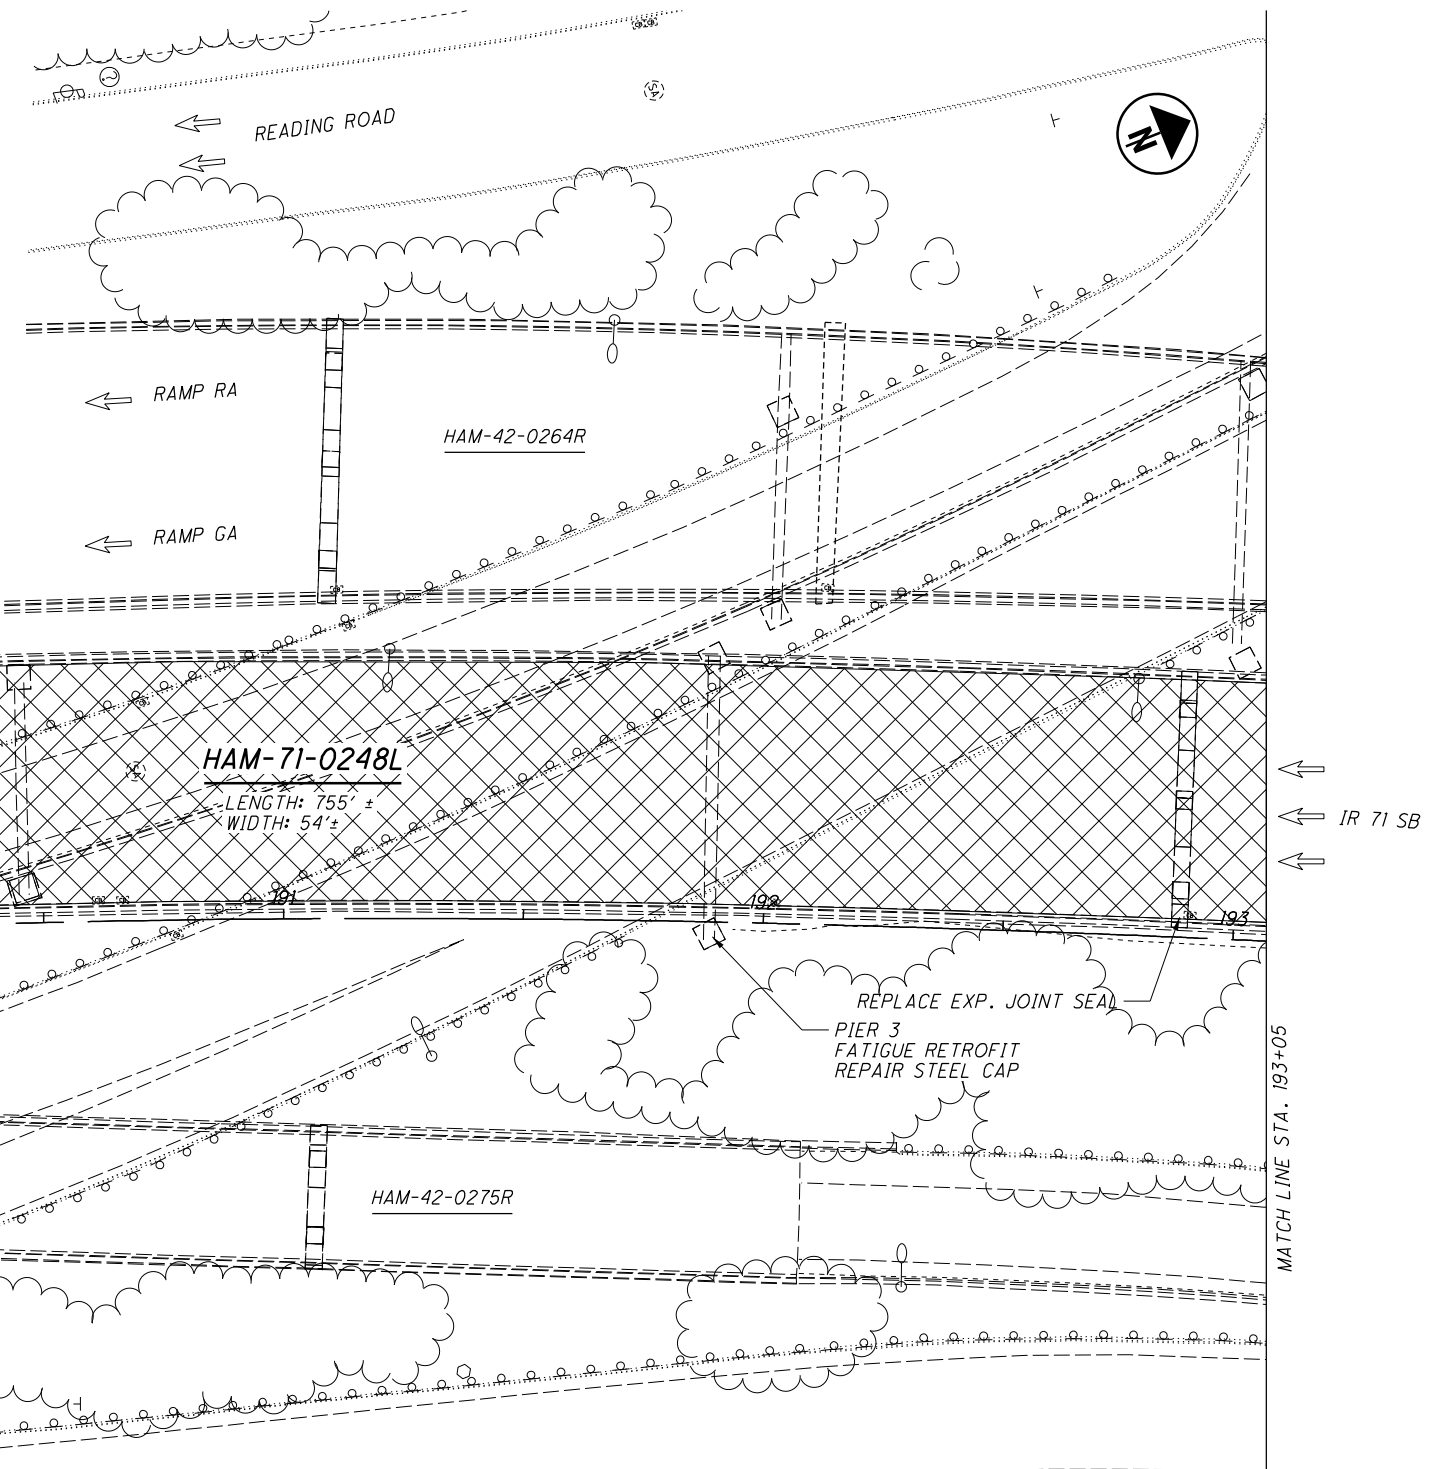 READING ROAD
SA
N
RAMP RA
HAM-42-0264R
RAMP GA
HAM-71-0248L
LENGTH: 755' ±
WIDTH: 54'±
IR 71 SB
191
192
193
REPLACE EXP. JOINT SEAL
PIER 3
FATIGUE RETROFIT
REPAIR STEEL CAP
MATCH LINE STA. 193+05
HAM-42-0275R